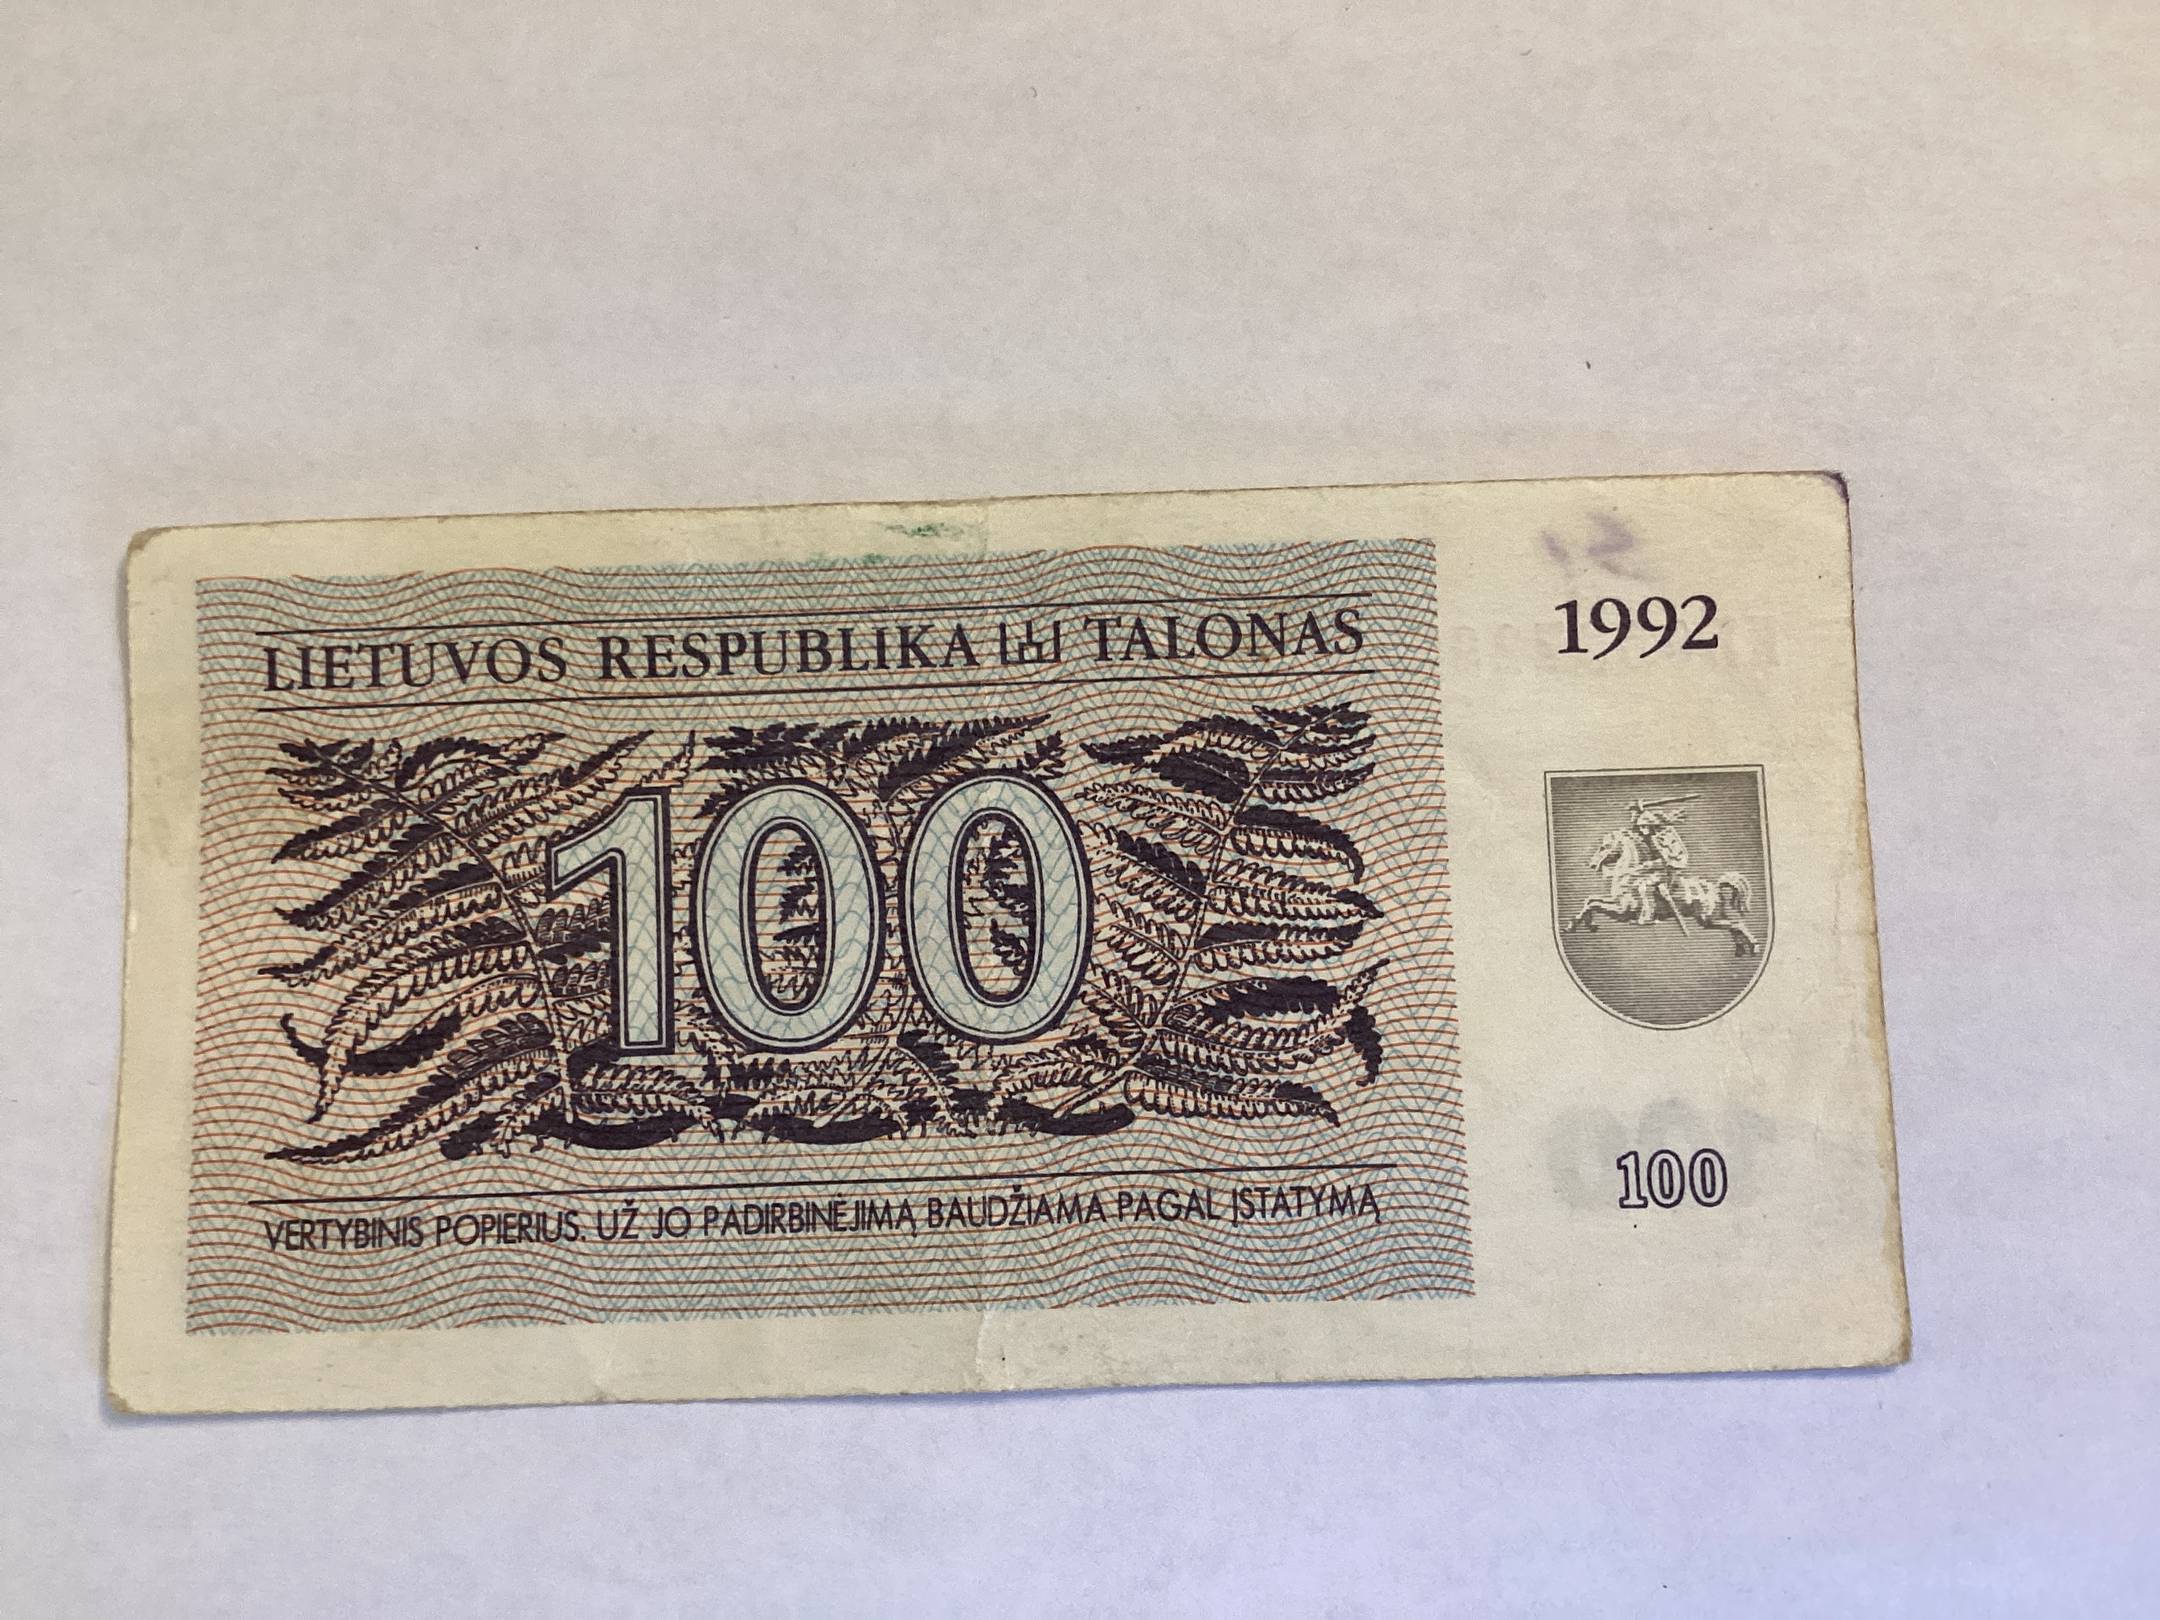 LIETUVOS RESPUBLIKA TALONAS
1992
100
100
VERTYBINIS POPIERIUS. UŽ JO PADIRBINĖJIMĄ BAUDŽIAMA PAGAL ĮSTATYMĄ